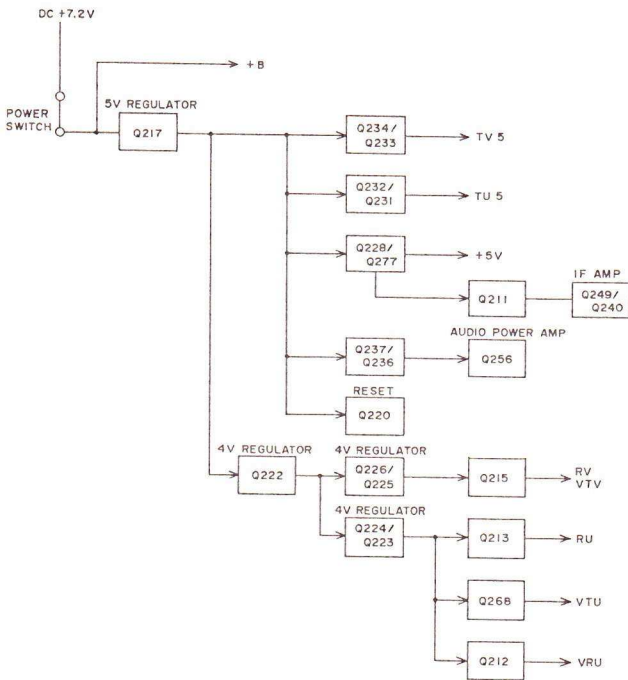 DC +7.2V
+B
POWER
SWITCH
5V REGULATOR
Q217
Q234/
Q233
TV 5
Q232/
Q231
TU 5
Q228/
Q277
+5V
Q211
IF AMP
Q249/
Q240
Q237/
Q236
AUDIO POWER AMP
Q256
RESET
Q220
4V REGULATOR
Q222
4V REGULATOR
Q226/
Q225
Q215
RV
VTV
4V REGULATOR
Q224/
Q223
Q213
RU
Q268
VTU
Q212
VRU